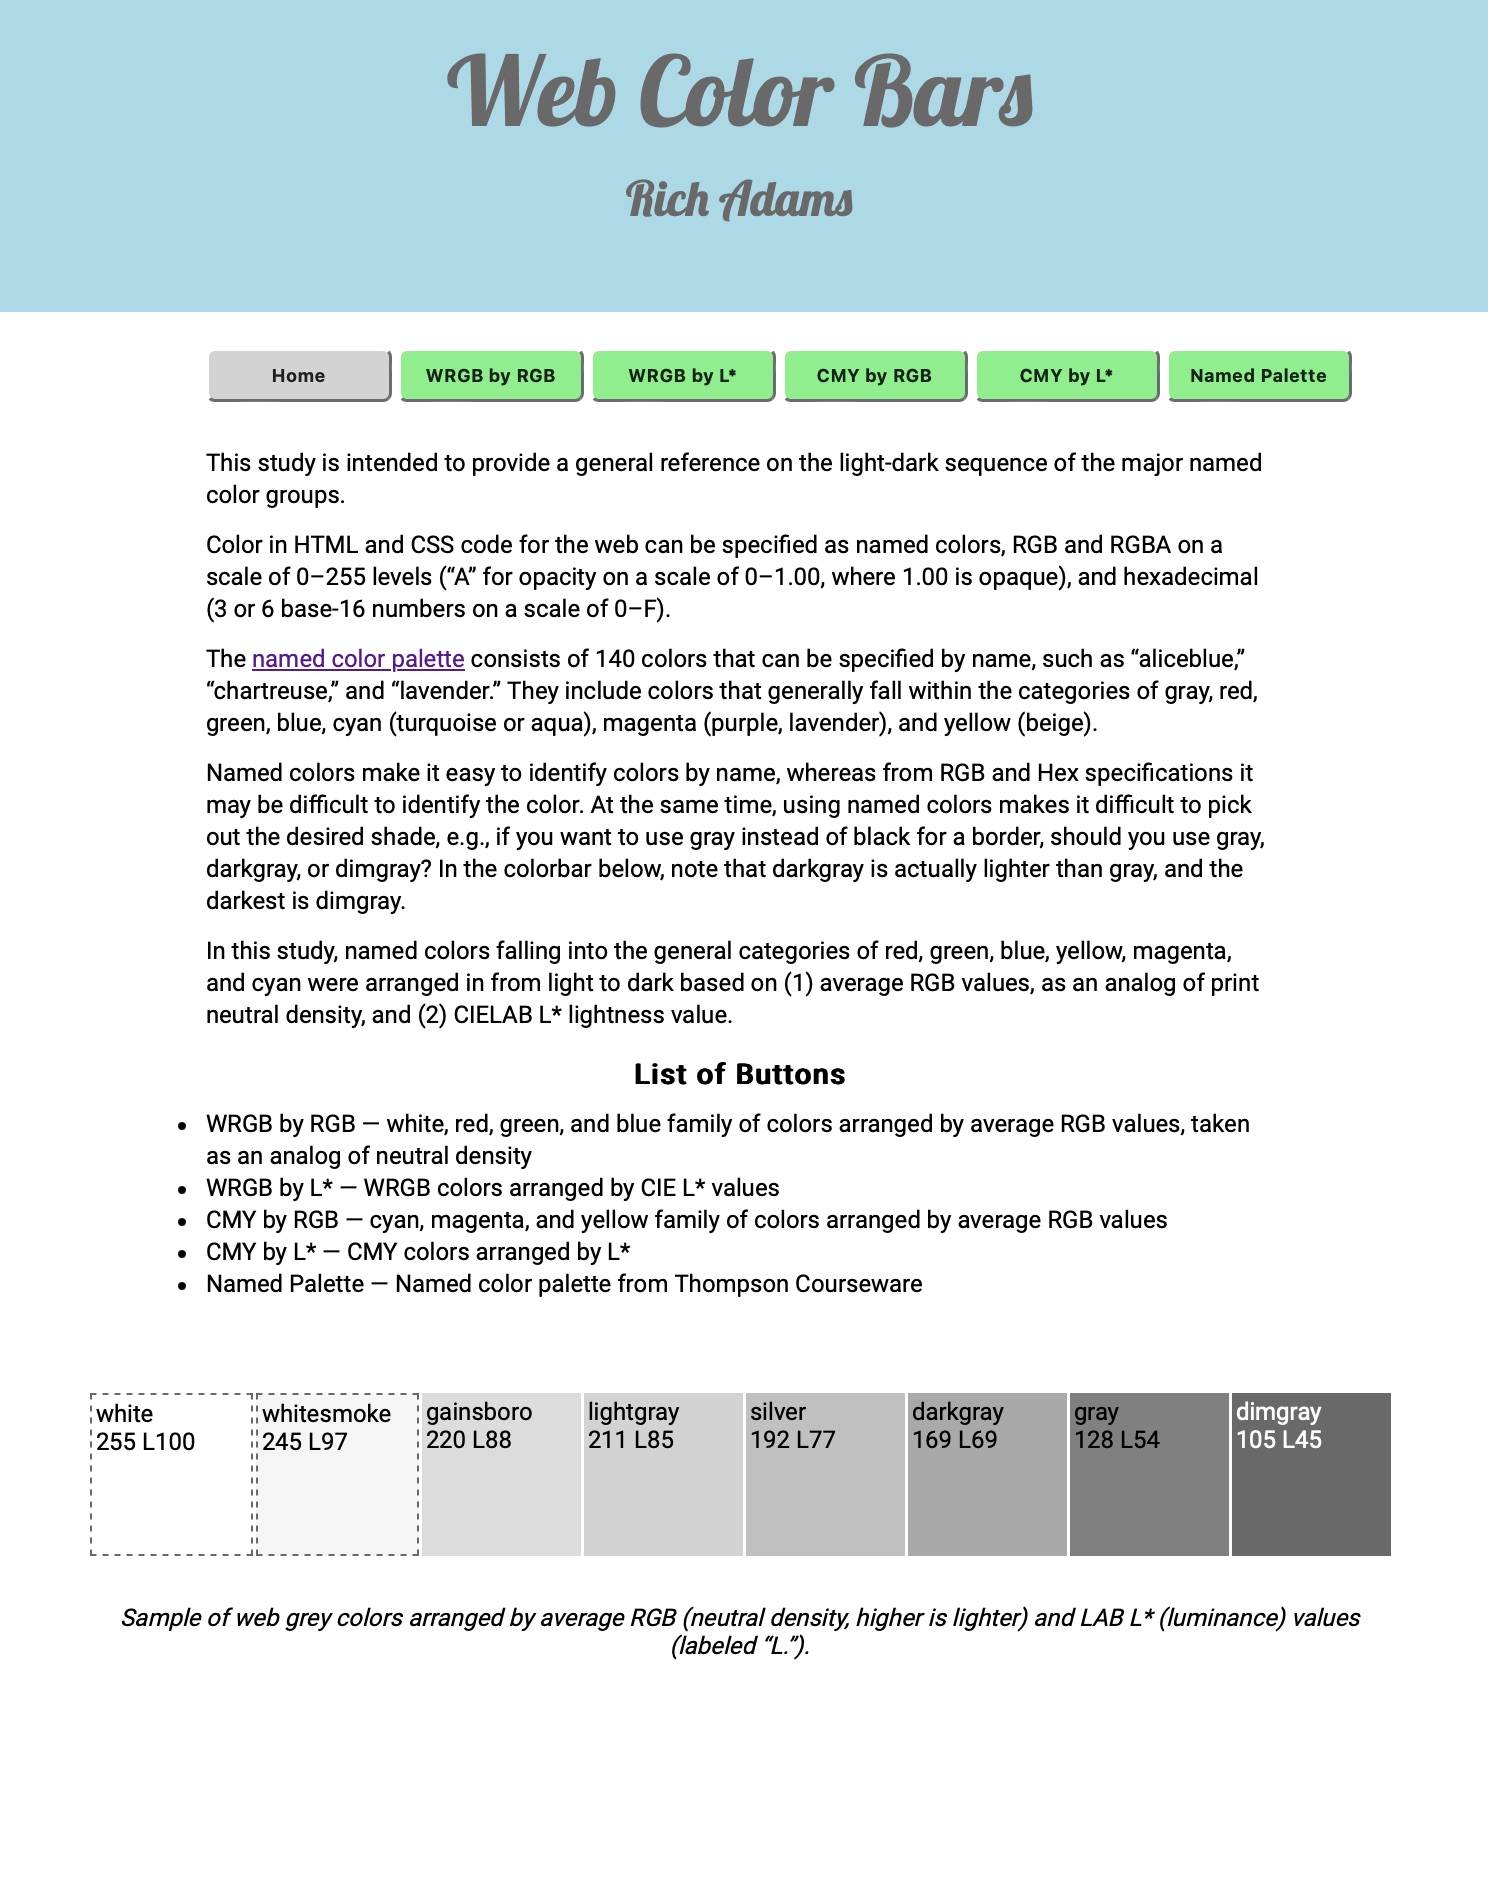 Web Color Bars
Rich Adams
Home
WRGB by RGB
WRGB by L*
CMY by RGB
CMY by L*
Named Palette
This study is intended to provide a general reference on the light-dark sequence of the major named
color groups.
Color in HTML and CSS code for the web can be specified as named colors, RGB and RGBA on a
scale of 0–255 levels (“A” for opacity on a scale of 0–1.00, where 1.00 is opaque), and hexadecimal
(3 or 6 base-16 numbers on a scale of 0–F).
The named color palette consists of 140 colors that can be specified by name, such as “aliceblue,”
“chartreuse,” and “lavender.” They include colors that generally fall within the categories of gray, red,
green, blue, cyan (turquoise or aqua), magenta (purple, lavender), and yellow (beige).
Named colors make it easy to identify colors by name, whereas from RGB and Hex specifications it
may be difficult to identify the color. At the same time, using named colors makes it difficult to pick
out the desired shade, e.g., if you want to use gray instead of black for a border, should you use gray,
darkgray, or dimgray? In the colorbar below, note that darkgray is actually lighter than gray, and the
darkest is dimgray.
In this study, named colors falling into the general categories of red, green, blue, yellow, magenta,
and cyan were arranged in from light to dark based on (1) average RGB values, as an analog of print
neutral density, and (2) CIELAB L* lightness value.
List of Buttons
• WRGB by RGB — white, red, green, and blue family of colors arranged by average RGB values, taken
as an analog of neutral density
• WRGB by L* — WRGB colors arranged by CIE L* values
• CMY by RGB — cyan, magenta, and yellow family of colors arranged by average RGB values
• CMY by L* — CMY colors arranged by L*
• Named Palette — Named color palette from Thompson Courseware
white
255 L100
whitesmoke
245 L97
gainsboro
220 L88
lightgray
211 L85
silver
192 L77
darkgray
169 L69
gray
128 L54
dimgray
105 L45
Sample of web grey colors arranged by average RGB (neutral density, higher is lighter) and LAB L* (luminance) values
(labeled “L.”).